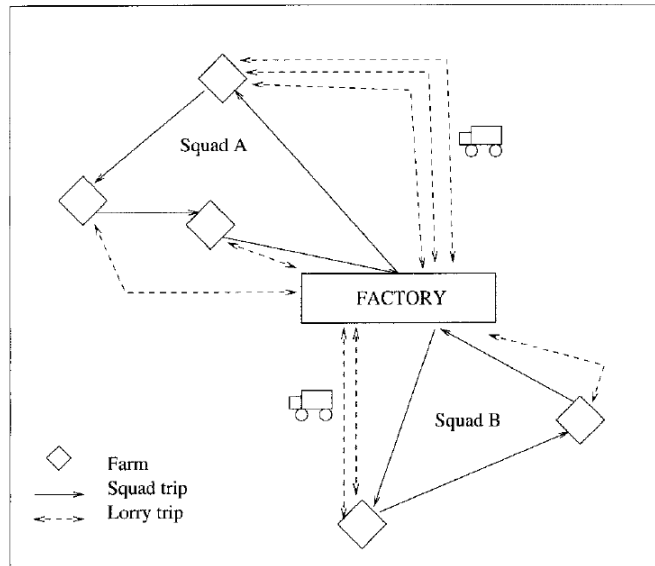 Squad A
FACTORY
Squad B
Farm
Squad trip
Lorry trip